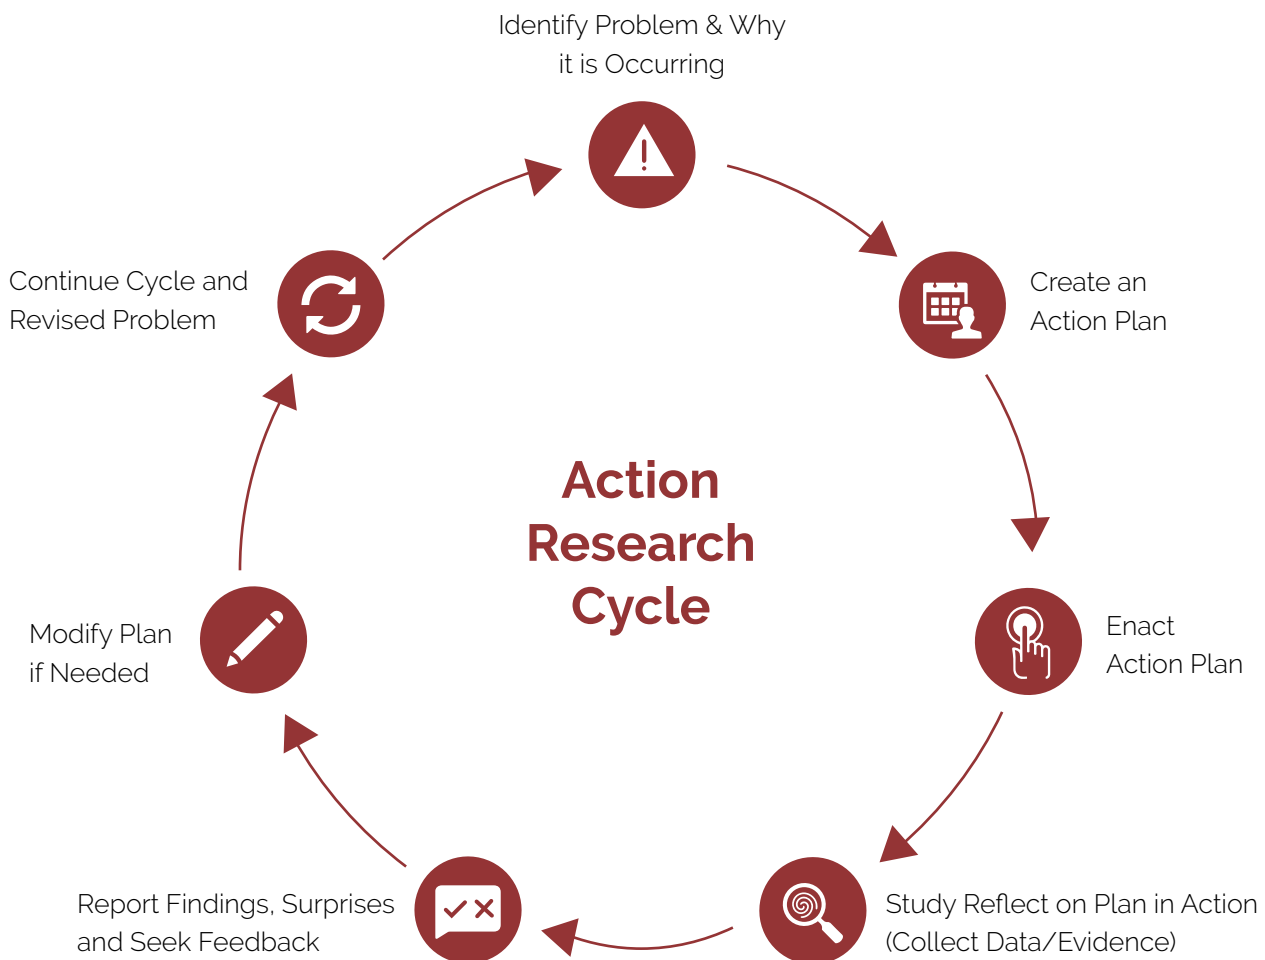 Identify Problem & Why
it is Occurring
Create an
Action Plan
Enact
Action Plan
Study Reflect on Plan in Action
(Collect Data/Evidence)
Report Findings, Surprises
and Seek Feedback
Modify Plan
if Needed
Continue Cycle and
Revised Problem
Action
Research
Cycle